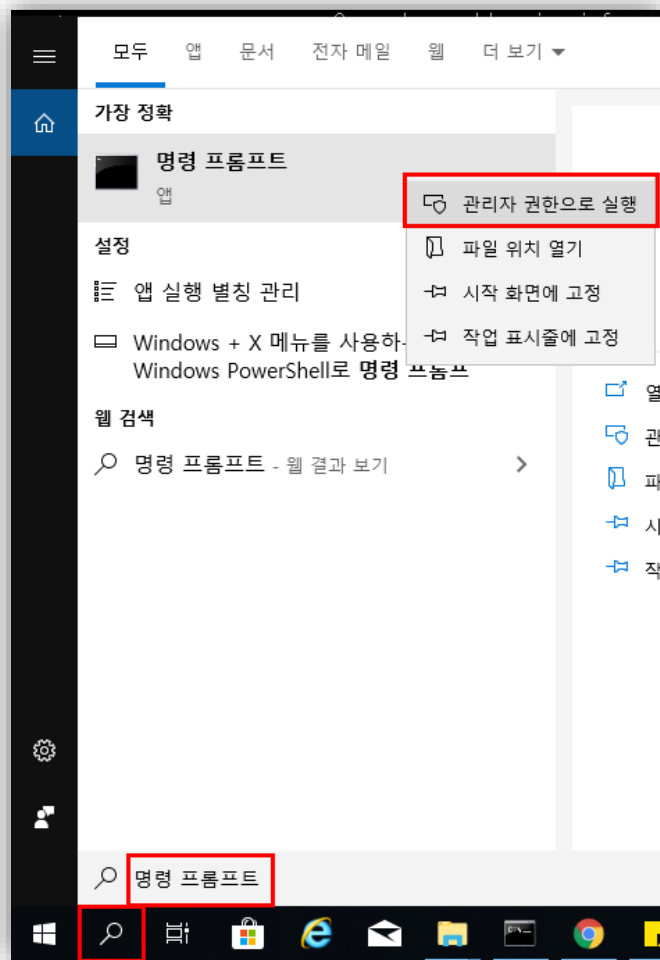 모두 앱 문서 전자 메일 웹 더 보기
가장 정확
명령 프롬프트
앱
관리자 권한으로 실행
파일 위치 열기
시작 화면에 고정
작업 표시줄에 고정
설정
앱 실행 별칭 관리
Windows + X 메뉴를 사용하
Windows PowerShell로 명령 프롬프
웹 검색
명령 프롬프트 - 웹 결과 보기
명령 프롬프트